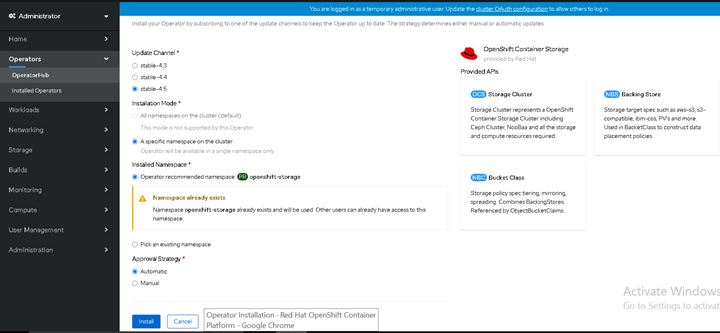 Administrator
You are logged in as a temporary administrative user. Update the cluster OAuth configuration to allow others to log in.
Home
Operators
OperatorHub
Installed Operators
Workloads
Networking
Storage
Builds
Monitoring
Compute
User Management
Administration
Install your Operator by subscribing to one of the update channels to keep the Operator up to date. The strategy determines either manual or automatic updates.
Update Channel *
stable-4.3
stable-4.4
stable-4.5
Installation Mode *
All namespaces on the cluster (default)
This mode is not supported by this Operator
A specific namespace on the cluster
Operator will be available in a single namespace only.
Installed Namespace *
Operator recommended namespace: PR openshift-storage
Namespace already exists
Namespace openshift-storage already exists and will be used. Other users can already have access to this
namespace.
Pick an existing namespace
Approval Strategy *
Automatic
Manual
Install
Cancel
Operator Installation - Red Hat OpenShift Container
Platform - Google Chrome
OpenShift Container Storage
provided by Red Hat
Provided APIs
OCS Storage Cluster
Storage Cluster represents a OpenShift
Container Storage Cluster including
Ceph Cluster, NooBaa and all the storage
and compute resources required.
NBS Backing Store
Storage target spec such as aws-s3, s3-
compatible, ibm-cos, PV's and more.
Used in BacketClass to construct data
placement policies.
NBC Bucket Class
Storage policy spec tiering, mirroring,
spreading. Combines BackingStores.
Referenced by ObjectBucketClaims.
Activate Windows
Go to Settings to activat